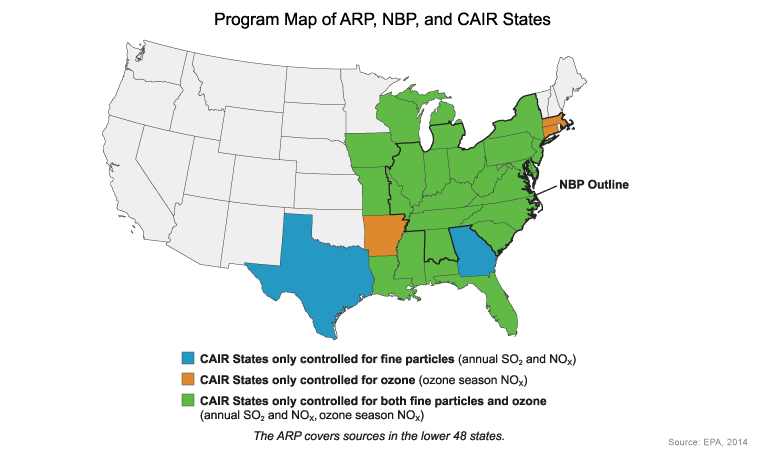 Program Map of ARP, NBP, and CAIR States
NBP Outline
CAIR States only controlled for fine particles (annual SO₂ and NOₓ)
CAIR States only controlled for ozone (ozone season NOₓ)
CAIR States only controlled for both fine particles and ozone
(annual SO₂ and NOₓ, ozone season NOₓ)
The ARP covers sources in the lower 48 states.
Source: EPA, 2014